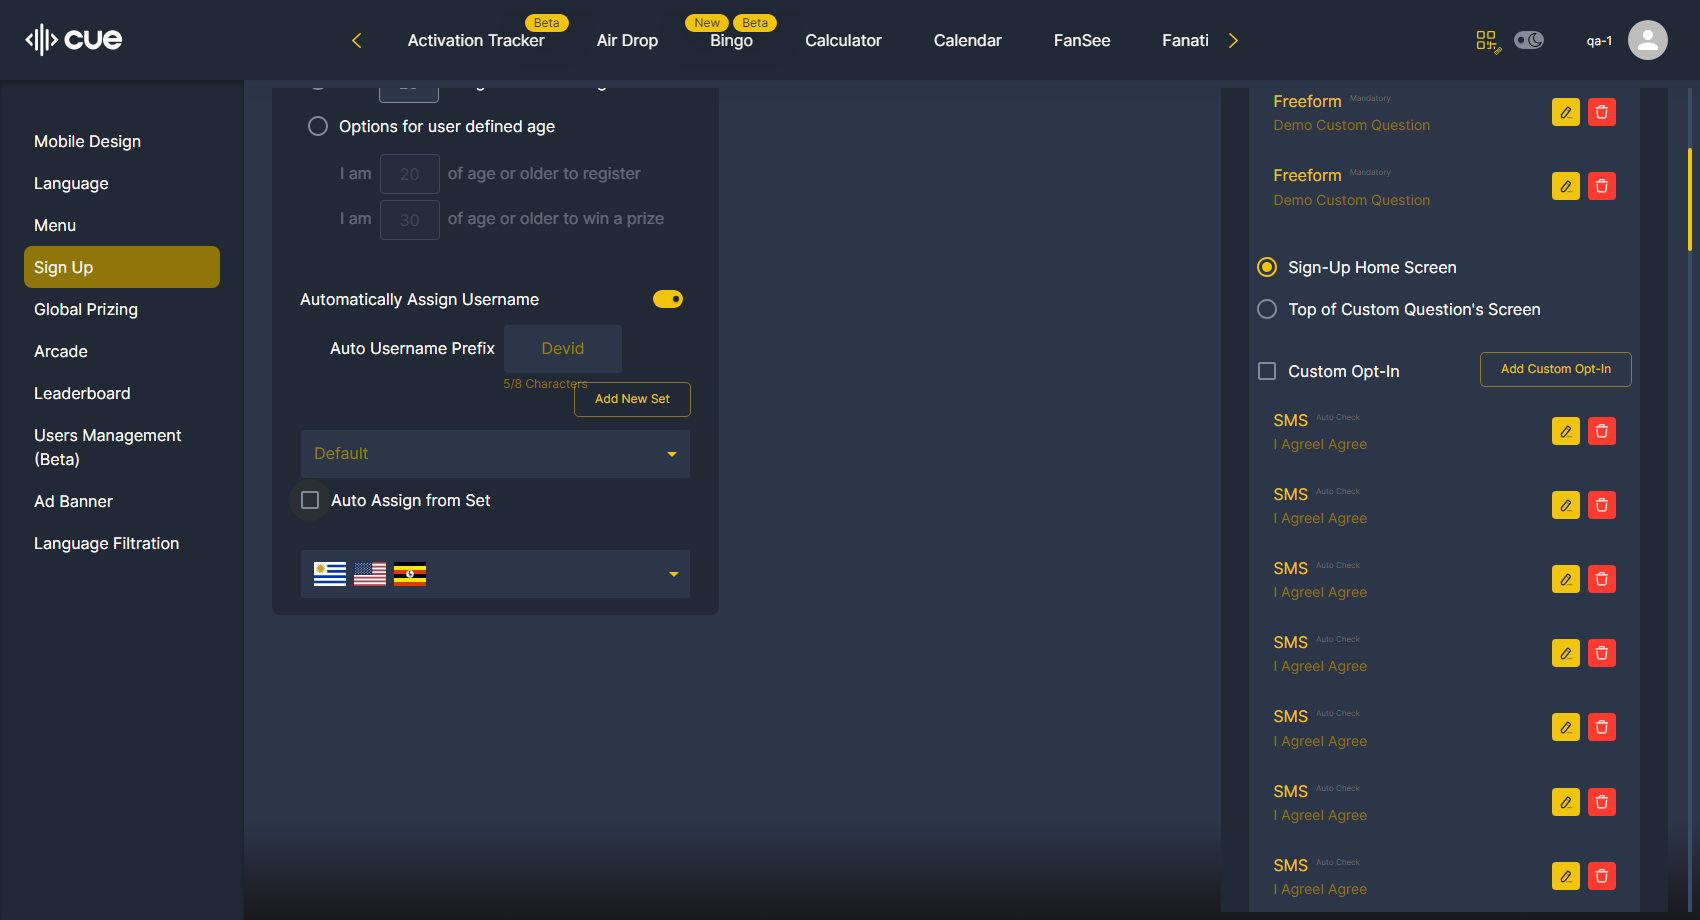 cue
Activation Tracker
Beta
Air Drop
New
Beta
Bingo
Calculator
Calendar
FanSee
Fanati
qa-1
Mobile Design
Language
Menu
Sign Up
Global Prizing
Arcade
Leaderboard
Users Management
(Beta)
Ad Banner
Language Filtration
Options for user defined age
I am 20 of age or older to register
I am 30 of age or older to win a prize
Automatically Assign Username
Auto Username Prefix Devid
5/8 Characters
Add New Set
Default
Auto Assign from Set
Freeform Mandatory
Demo Custom Question
Freeform Mandatory
Demo Custom Question
Sign-Up Home Screen
Top of Custom Question's Screen
Custom Opt-In
Add Custom Opt-In
SMS Auto Check
I Agreel Agree
SMS Auto Check
I Agreel Agree
SMS Auto Check
I Agreel Agree
SMS Auto Check
I Agreel Agree
SMS Auto Check
I Agreel Agree
SMS Auto Check
I Agreel Agree
SMS Auto Check
I Agreel Agree